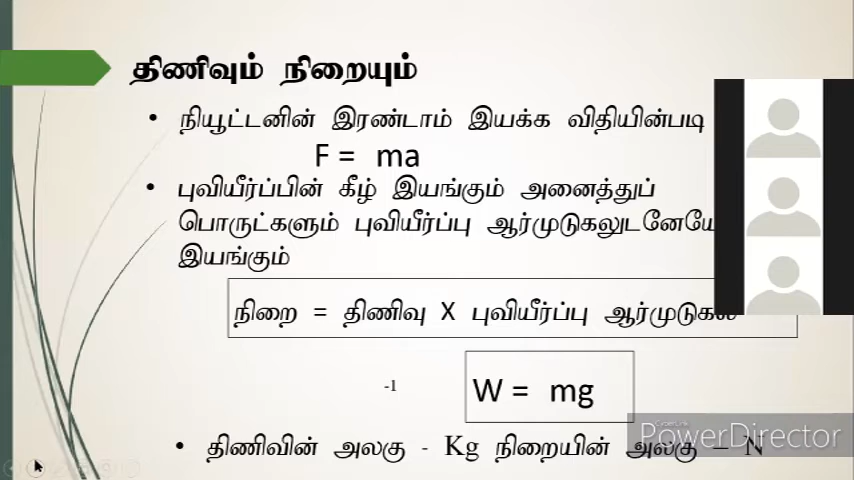 திணிவும் நிறையும்
• நியூட்டனின் இரண்டாம் இயக்க விதியின்படி
F = ma
• புவியீர்ப்பின் கீழ் இயங்கும் அனைத்துப்
பொருட்களும் புவியீர்ப்பு ஆர்முடுகலுடனேயே
இயங்கும்
நிறை = திணிவு X புவியீர்ப்பு ஆர்முடுகல்
-1
W = mg
• திணிவின் அலகு - Kg நிறையின் அலகு – N
CyberLink
PowerDirector